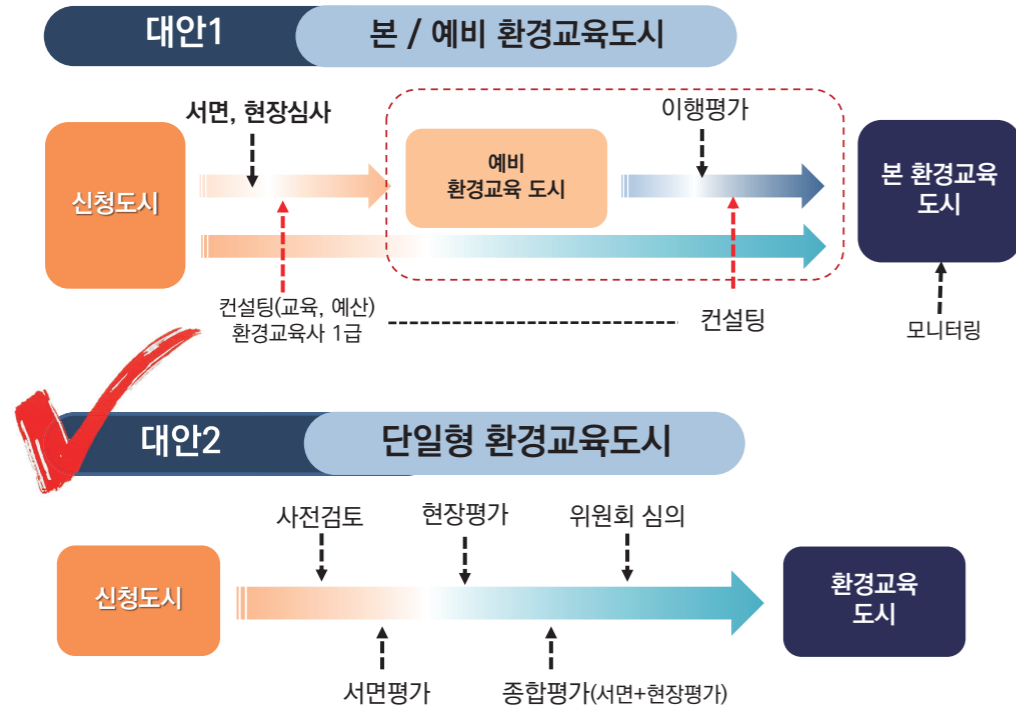 대안1
본 / 예비 환경교육도시
서면, 현장심사
이행평가
신청도시
예비
환경교육 도시
본 환경교육
도시
컨설팅(교육, 예산)
환경교육사 1급
컨설팅
모니터링
대안2
단일형 환경교육도시
사전검토
현장평가
위원회 심의
신청도시
환경교육
도시
서면평가
종합평가(서면+현장평가)